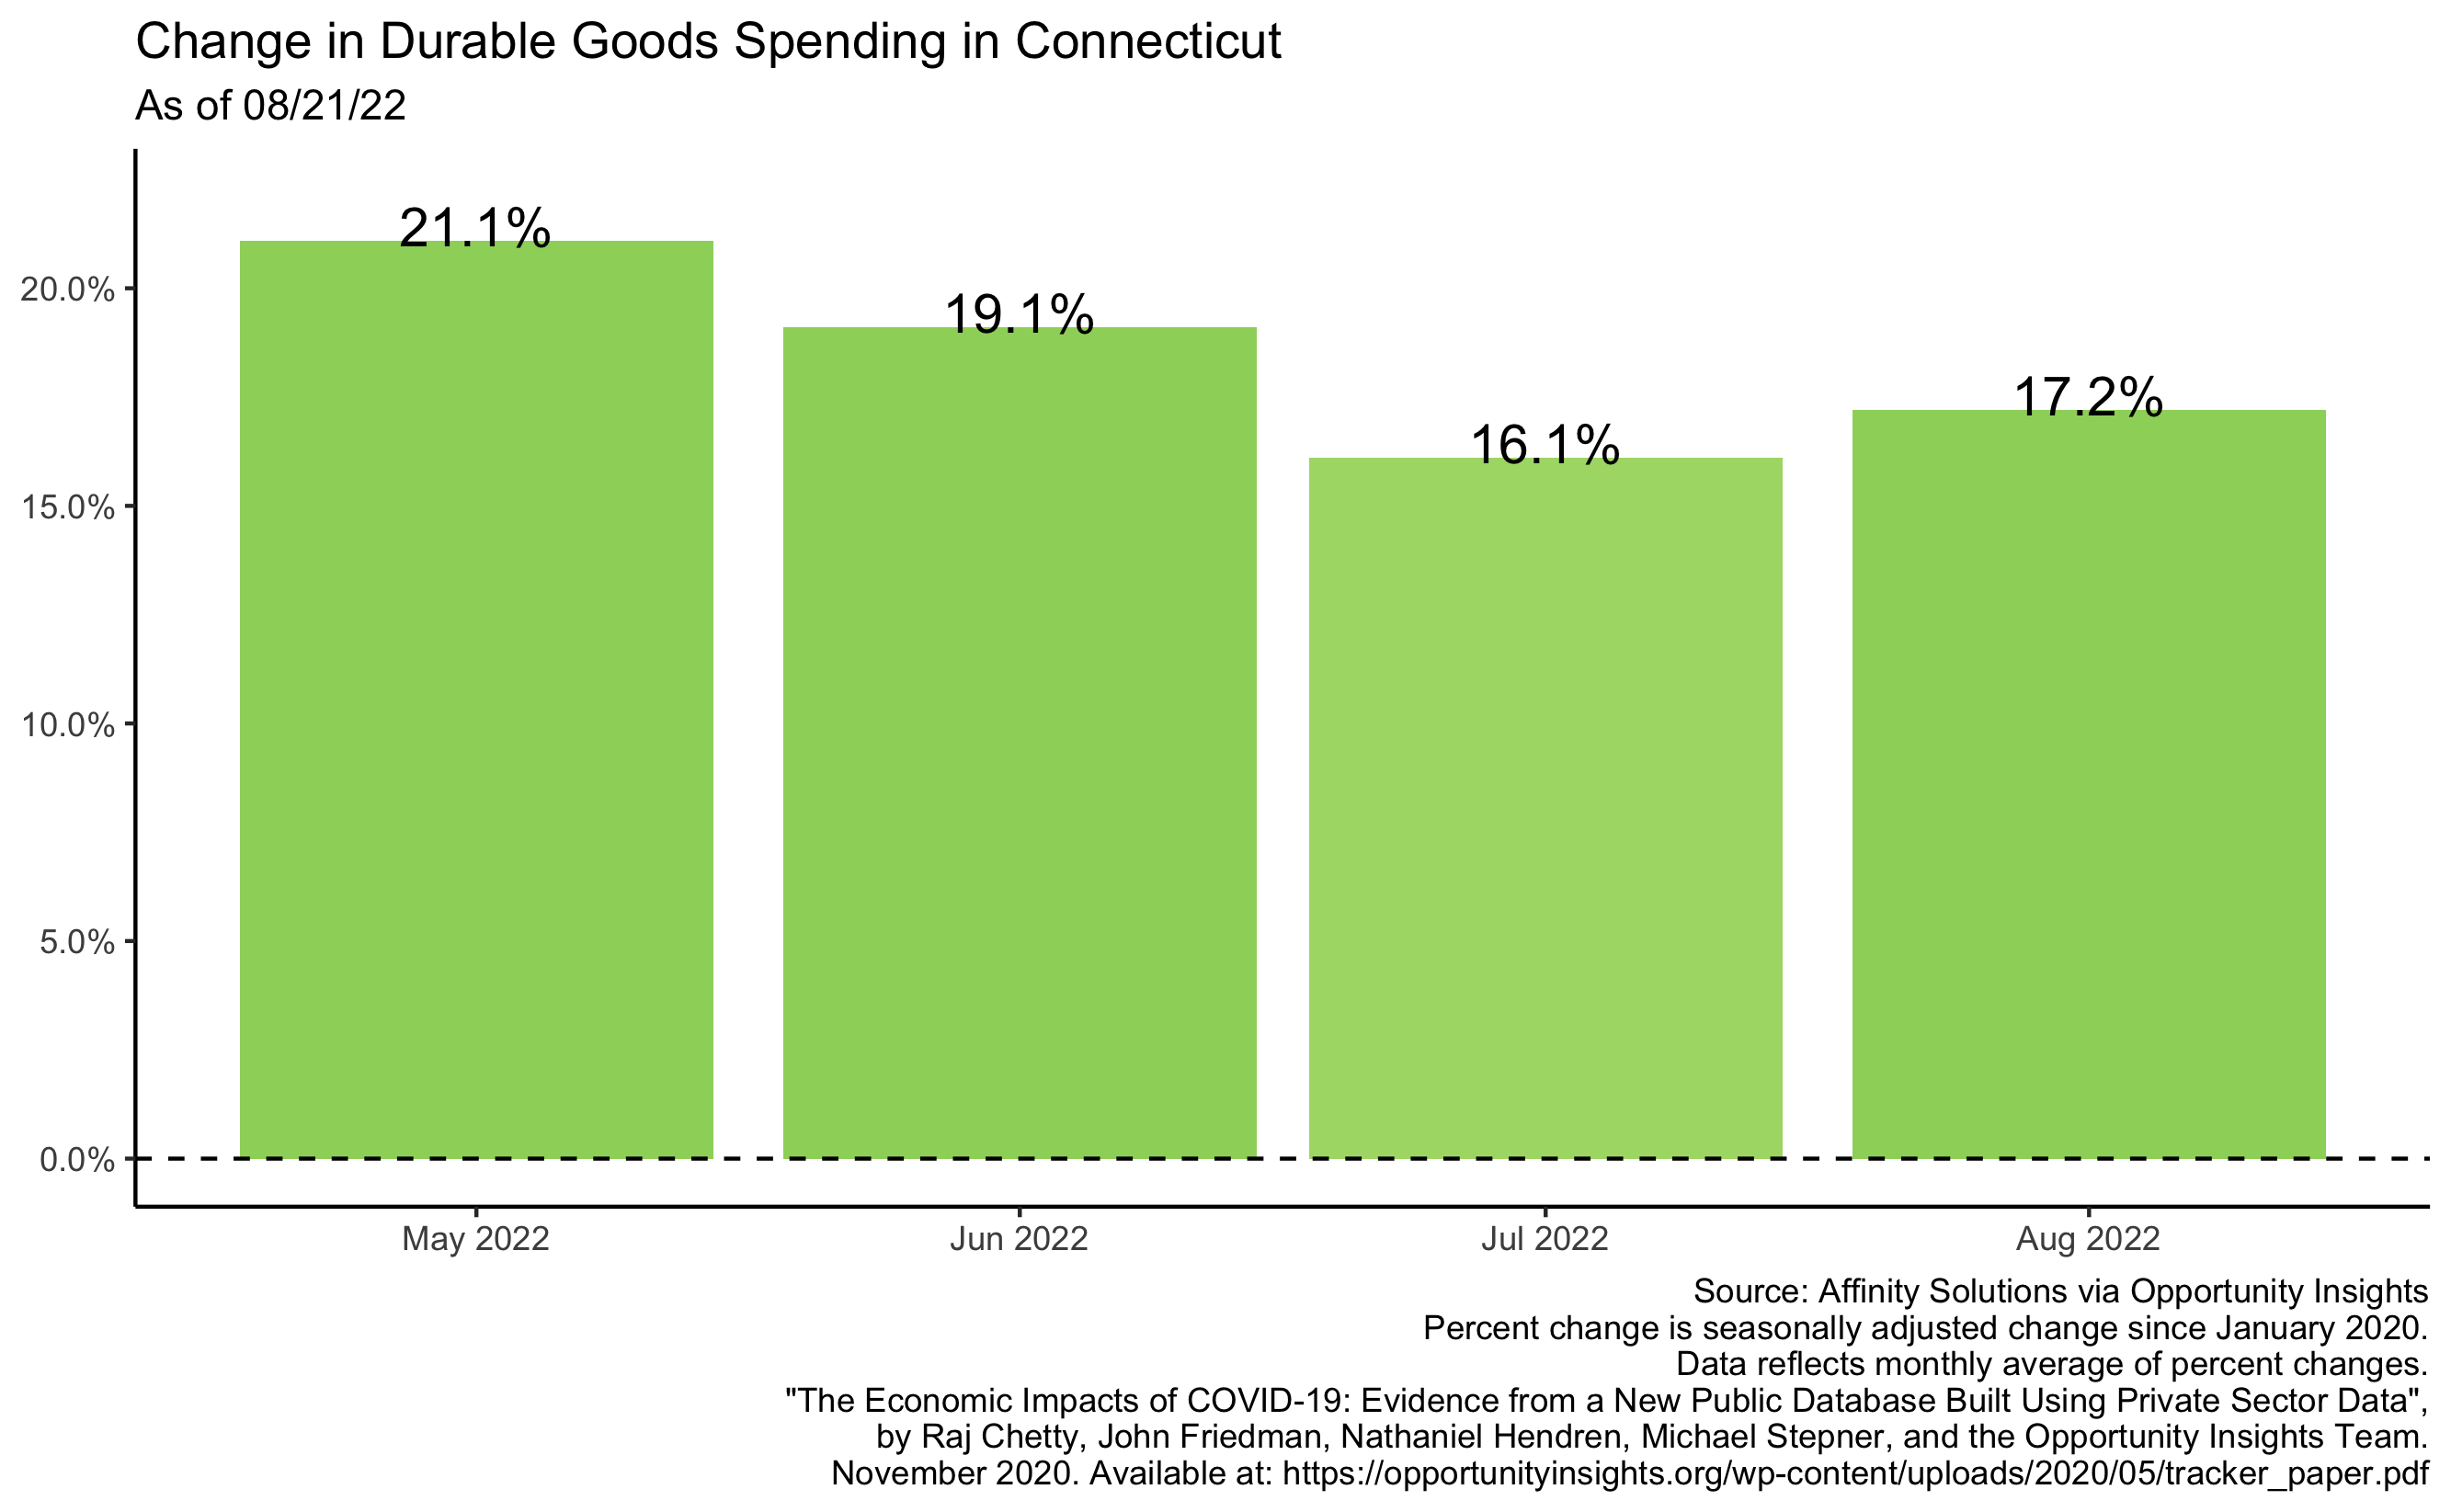 Change in Durable Goods Spending in Connecticut
As of 08/21/22
21.1%
19.1%
16.1%
17.2%
20.0%
15.0%
10.0%
5.0%
0.0%
May 2022
Jun 2022
Jul 2022
Aug 2022
Source: Affinity Solutions via Opportunity Insights
Percent change is seasonally adjusted change since January 2020.
Data reflects monthly average of percent changes.
"The Economic Impacts of COVID-19: Evidence from a New Public Database Built Using Private Sector Data",
by Raj Chetty, John Friedman, Nathaniel Hendren, Michael Stepner, and the Opportunity Insights Team.
November 2020. Available at: https://opportunityinsights.org/wp-content/uploads/2020/05/tracker_paper.pdf